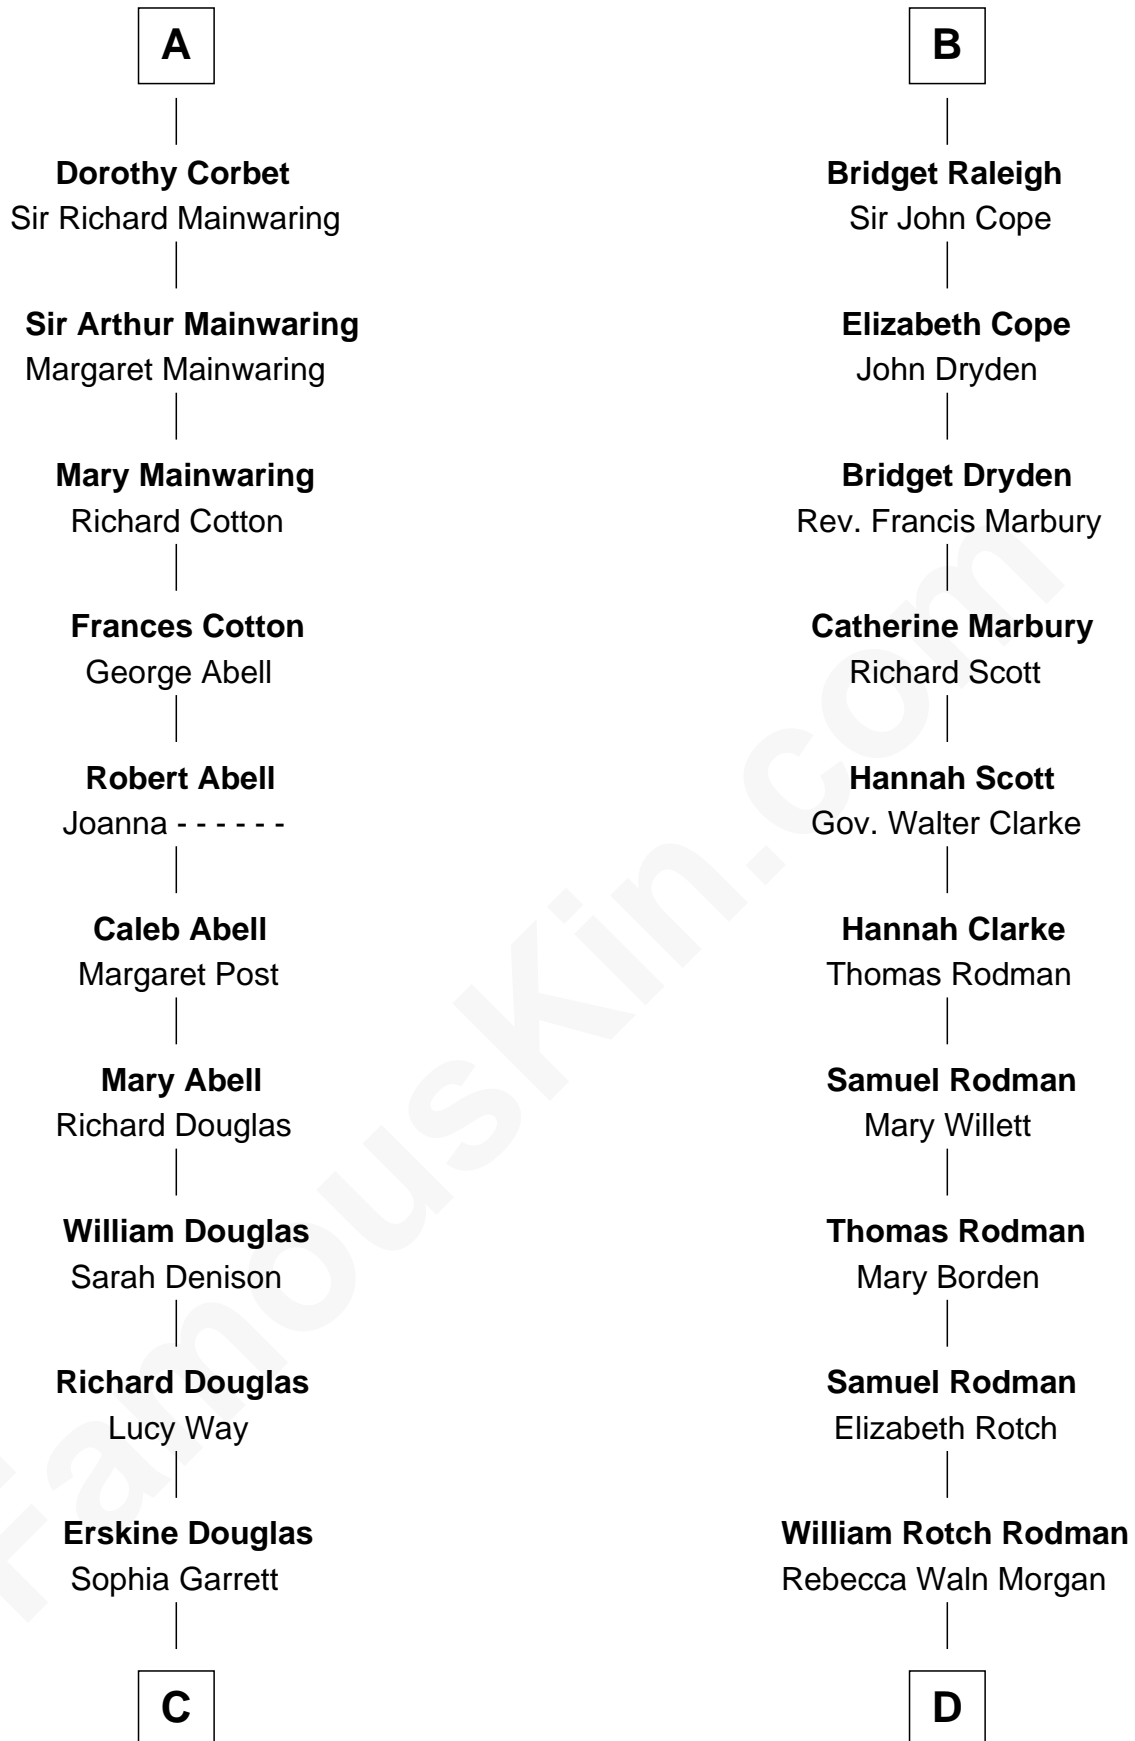 A
Dorothy Corbet
Sir Richard Mainwaring
Sir Arthur Mainwaring
Margaret Mainwaring
Mary Mainwaring
Richard Cotton
Frances Cotton
George Abell
Robert Abell
Joanna - - - - - -
Caleb Abell
Margaret Post
Mary Abell
Richard Douglas
William Douglas
Sarah Denison
Richard Douglas
Lucy Way
Erskine Douglas
Sophia Garrett
C
B
Bridget Raleigh
Sir John Cope
Elizabeth Cope
John Dryden
Bridget Dryden
Rev. Francis Marbury
Catherine Marbury
Richard Scott
Hannah Scott
Gov. Walter Clarke
Hannah Clarke
Thomas Rodman
Samuel Rodman
Mary Willett
Thomas Rodman
Mary Borden
Samuel Rodman
Elizabeth Rotch
William Rotch Rodman
Rebecca Waln Morgan
D
FamousKin.com